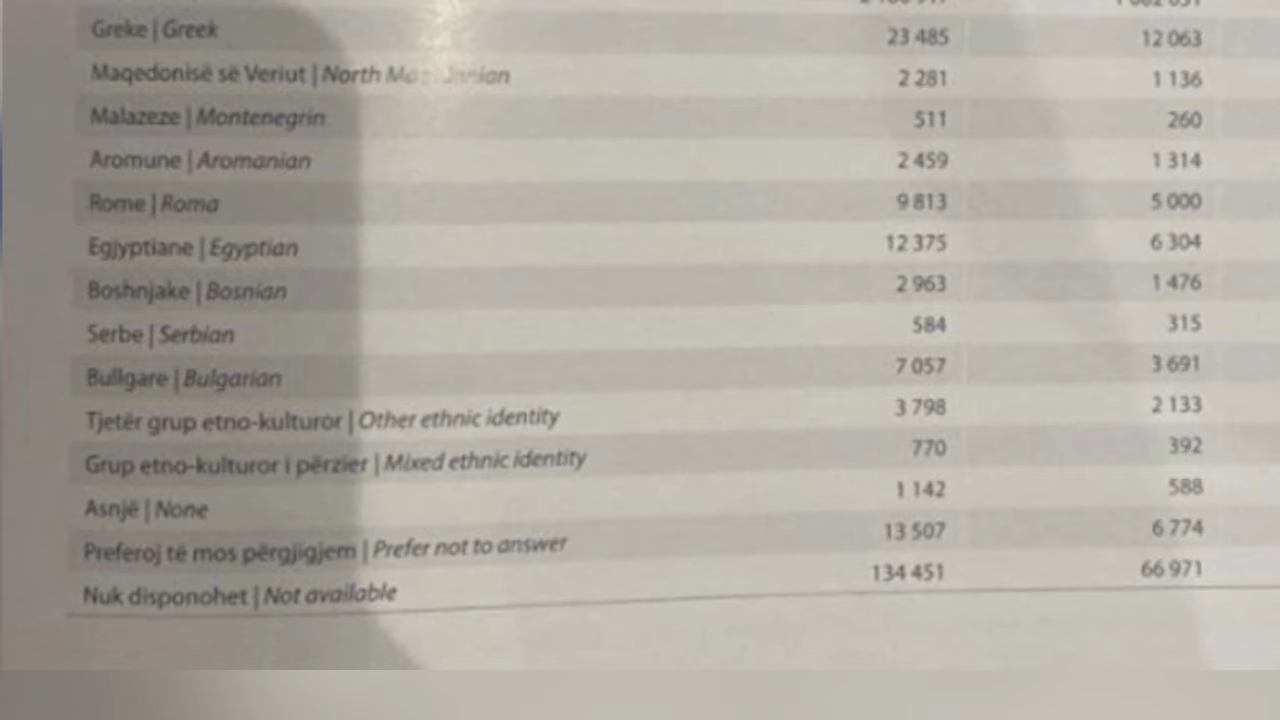 Greke | Greek 23 485 12 063
Maqedonisë së Veriut | North 2 281 1 136
Malazeze | Montenegrin 511 260
Aromune | Aromanian 2 459 1 314
Rome | Roma 9 813 5 000
Egjyptiane | Egyptian 12 375 6 304
Boshnjake | Bosnian 2 963 1 476
Serbe | Serbian 584 315
Bullgare | Bulgarian 7 057 3 691
Tjetër grup etno-kulturor | Other ethnic identity 3 798 2 133
Grup etno-kulturor i përzier | Mixed ethnic identity 770 392
Asnjë | None 1 142 588
Preferoj të mos përgjigjem | Prefer not to answer 13 507 6 774
Nuk disponohet | Not available 134 451 66 971